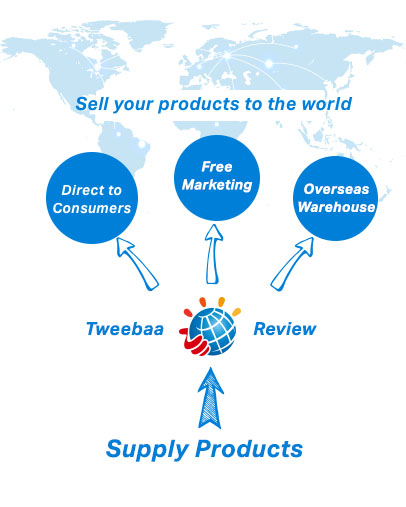 Sell your products to the world
Free
Marketing
Direct to
Consumers
Overseas
Warehouse
Tweebaa
Review
Supply Products